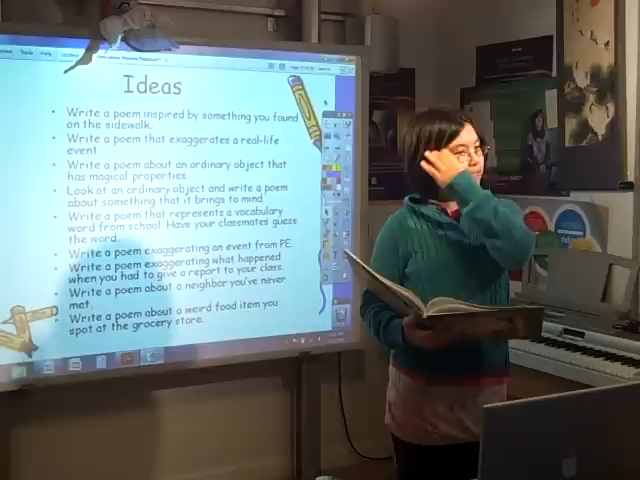 Ideas
Write a poem inspired by something you found
on the sidewalk.
Write a poem that exaggerates a real-life
event.
Write a poem about an ordinary object that
has magical properties.
Look at an ordinary object and write a poem
about something that it brings to mind.
Write a poem that represents a vocabulary
word from school. Have your classmates guess
the word.
Write a poem exaggerating an event from PE
Write a poem exaggerating what happened
when you had to give a report to your class.
Write a poem about a neighbor you've never
met.
Write a poem about a weird food item you
spot at the grocery store.